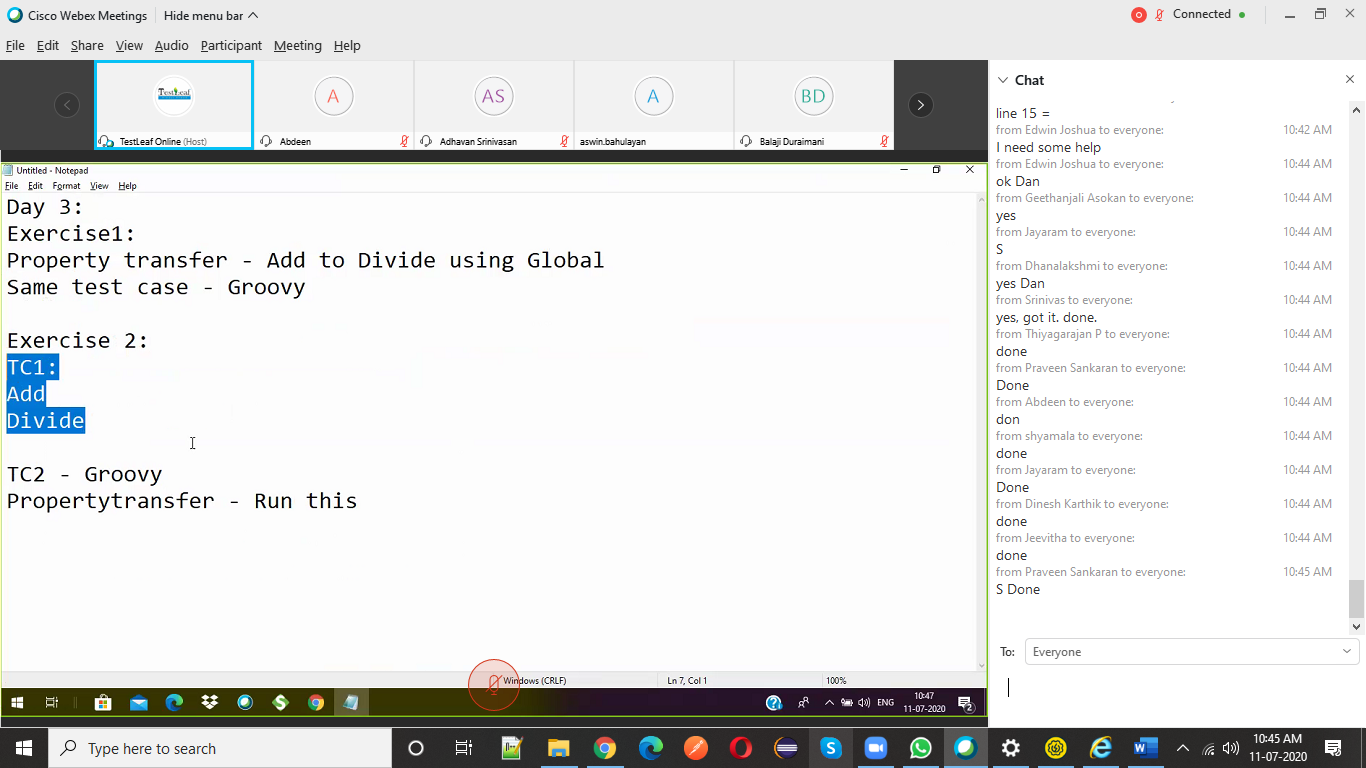 Cisco Webex Meetings
Hide menu bar
Connected
File Edit Share View Audio Participant Meeting Help
TestLeaf
A
AS
A
BD
TestLeaf Online (Host)
Abdeen
Adhavan Srinivasan
aswin.bahulayan
Balaji Duraimani
Untitled - Notepad
File Edit Format View Help
Day 3:
Exercise1:
Property transfer - Add to Divide using Global
Same test case - Groovy
Exercise 2:
TC1:
Add
Divide
TC2 - Groovy
Propertytransfer - Run this
Windows (CRLF)
Ln 7, Col 1
100%
ENG
10:47
11-07-2020
2
Chat
line 15 =
from Edwin Joshua to everyone: 10:42 AM
I need some help
from Edwin Joshua to everyone: 10:44 AM
ok Dan
from Geethanjali Asokan to everyone: 10:44 AM
yes
from Jayaram to everyone: 10:44 AM
S
from Dhanalakshmi to everyone: 10:44 AM
yes Dan
from Srinivas to everyone: 10:44 AM
yes, got it. done.
from Thiyagarajan P to everyone: 10:44 AM
done
from Praveen Sankaran to everyone: 10:44 AM
Done
from Abdeen to everyone: 10:44 AM
don
from shyamala to everyone: 10:44 AM
done
from Jayaram to everyone: 10:44 AM
Done
from Dinesh Karthik to everyone: 10:44 AM
done
from Jeevitha to everyone: 10:44 AM
done
from Praveen Sankaran to everyone: 10:45 AM
S Done
To: Everyone
Type here to search
10:45 AM
11-07-2020